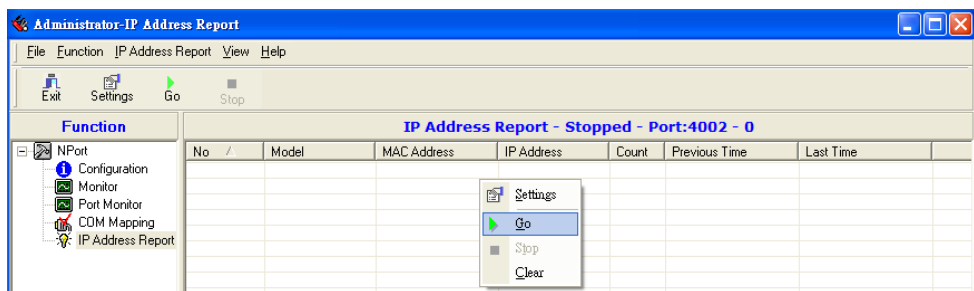 Administrator-IP Address Report
File Function IP Address Report View Help
Exit Settings Go Stop
Function
IP Address Report - Stopped - Port:4002 - 0
No Model MAC Address IP Address Count Previous Time Last Time
NPort
Configuration
Monitor
Port Monitor
COM Mapping
IP Address Report
Settings
Go
Stop
Clear